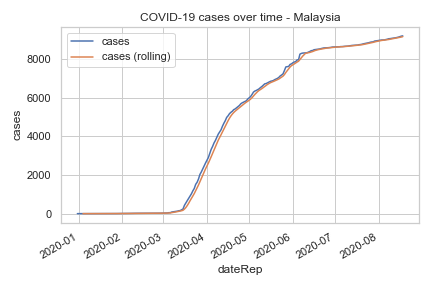 COVID-19 cases over time - Malaysia
cases
cases (rolling)
8000
6000
4000
2000
0
cases
2020-01
2020-02
2020-03
2020-04
2020-05
2020-06
2020-07
2020-08
dateRep